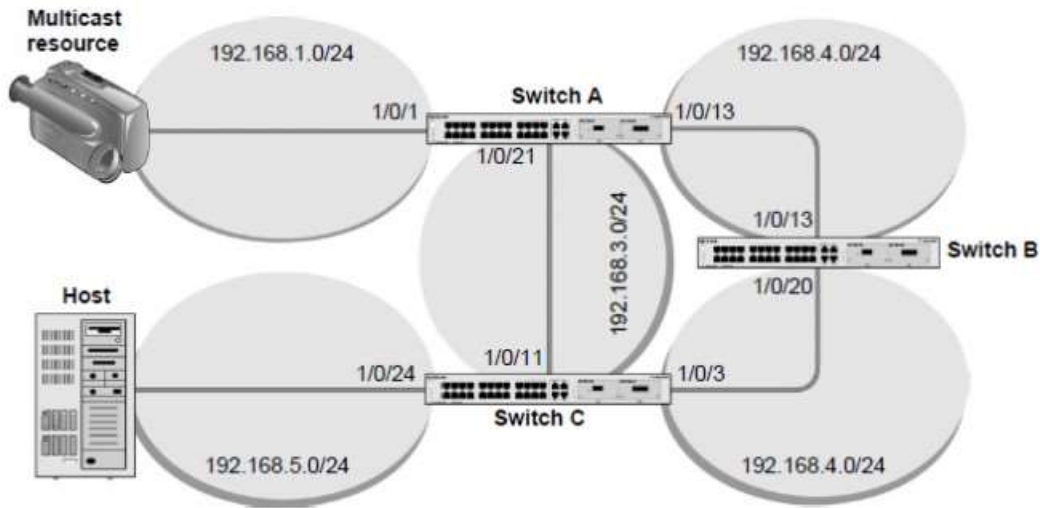 Multicast
resource
192.168.1.0/24
192.168.4.0/24
Switch A
1/0/1
1/0/13
1/0/21
192.168.3.0/24
1/0/13
Switch B
1/0/20
Host
1/0/11
1/0/24
1/0/3
Switch C
192.168.5.0/24
192.168.4.0/24